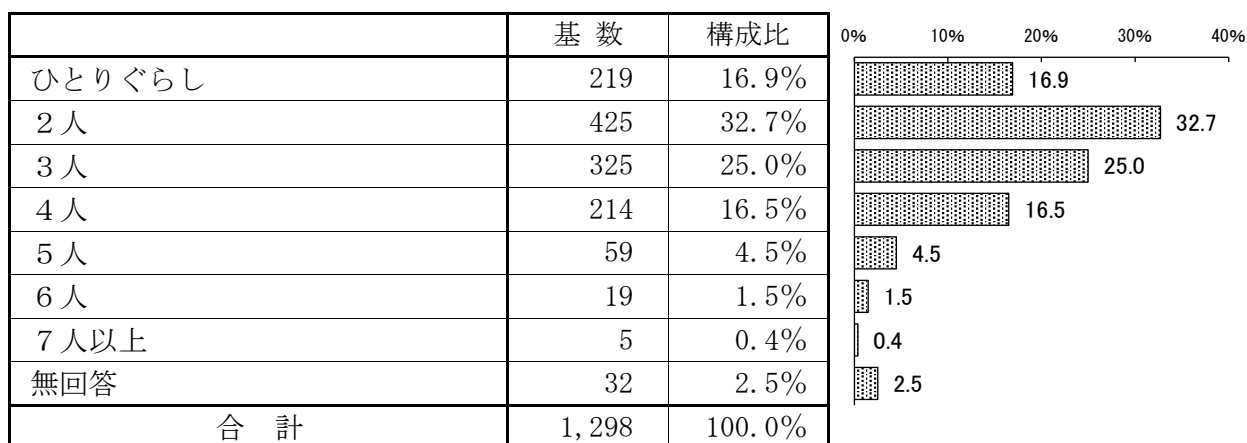 基 数 構成比 0% 10% 20% 30% 40%
ひとりぐらし 219 16.9% 16.9
２人 425 32.7% 32.7
３人 325 25.0% 25.0
４人 214 16.5% 16.5
５人 59 4.5% 4.5
６人 19 1.5% 1.5
７人以上 5 0.4% 0.4
無回答 32 2.5% 2.5
合　計 1,298 100.0%